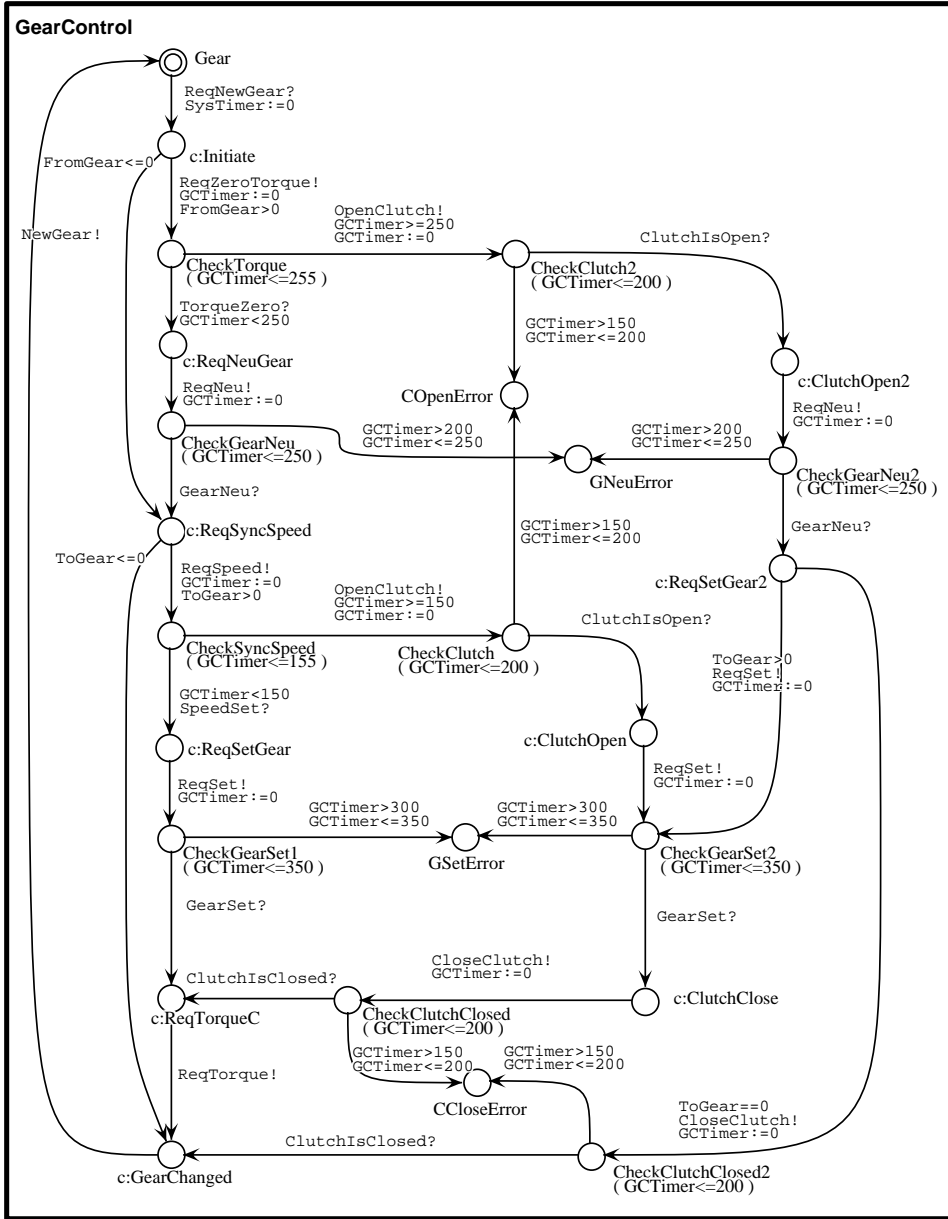 GearControl
Gear
ReqNewGear?
SysTimer:=0
c:Initiate
FromGear<=0
ReqZeroTorque!
GCTimer:=0
FromGear>0
NewGear!
OpenClutch!
GCTimer>=250
GCTimer:=0
ClutchIsOpen?
CheckTorque
( GCTimer<=255 )
CheckClutch2
( GCTimer<=200 )
TorqueZero?
GCTimer<250
GCTimer>150
GCTimer<=200
c:ReqNeuGear
c:ClutchOpen2
ReqNeu!
GCTimer:=0
COpenError
ReqNeu!
GCTimer:=0
CheckGearNeu
( GCTimer<=250 )
GCTimer>200
GCTimer<=250
GCTimer>200
GCTimer<=250
GNeuError
CheckGearNeu2
( GCTimer<=250 )
GearNeu?
c:ReqSyncSpeed
GCTimer>150
GCTimer<=200
GearNeu?
ToGear<=0
ReqSpeed!
GCTimer:=0
ToGear>0
c:ReqSetGear2
OpenClutch!
GCTimer>=150
GCTimer:=0
ClutchIsOpen?
CheckSyncSpeed
( GCTimer<=155 )
CheckClutch
( GCTimer<=200 )
ToGear>0
ReqSet!
GCTimer:=0
GCTimer<150
SpeedSet?
c:ReqSetGear
c:ClutchOpen
ReqSet!
GCTimer:=0
ReqSet!
GCTimer:=0
GCTimer>300
GCTimer<=350
GCTimer>300
GCTimer<=350
CheckGearSet1
( GCTimer<=350 )
GSetError
CheckGearSet2
( GCTimer<=350 )
GearSet?
GearSet?
CloseClutch!
GCTimer:=0
ClutchIsClosed?
c:ReqTorqueC
CheckClutchClosed
( GCTimer<=200 )
c:ClutchClose
GCTimer>150
GCTimer<=200
GCTimer>150
GCTimer<=200
ReqTorque!
CCloseError
ToGear==0
CloseClutch!
GCTimer:=0
ClutchIsClosed?
c:GearChanged
CheckClutchClosed2
( GCTimer<=200 )